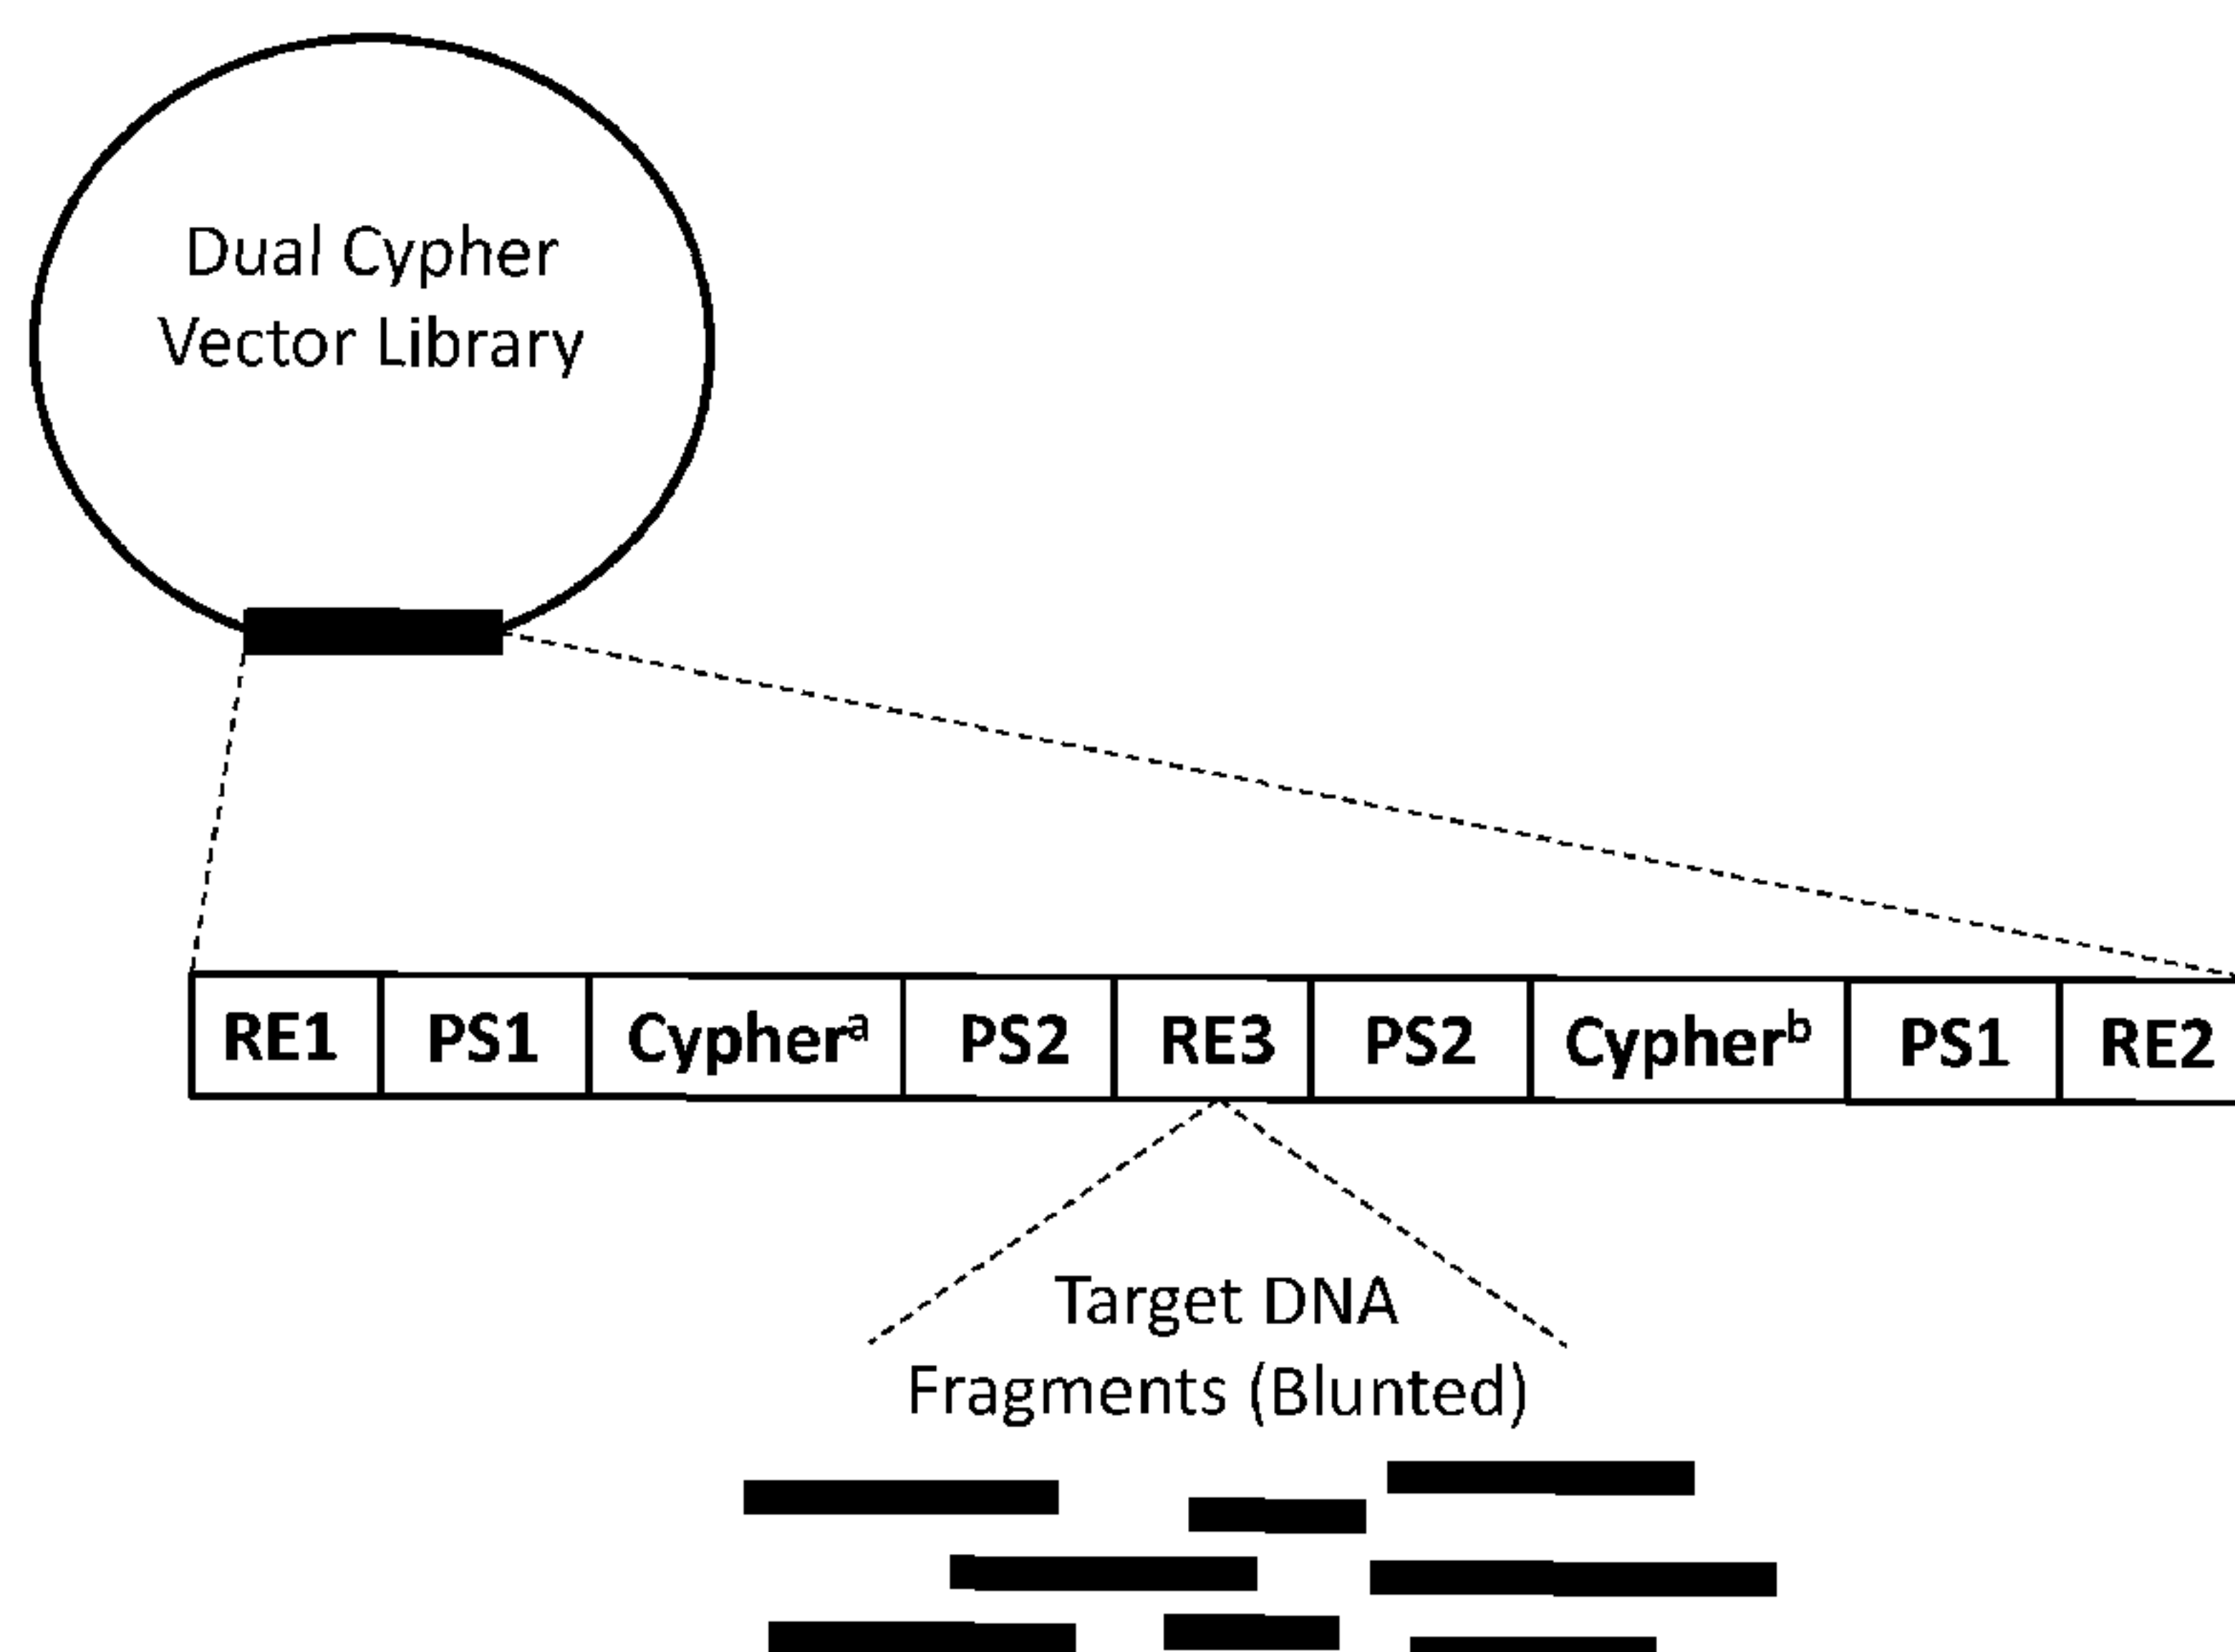 Dual Cypher
Vector Library
RE1 PS1 Cypherᵃ PS2 RE3 PS2 Cypherᵇ PS1 RE2
Target DNA
Fragments (Blunted)